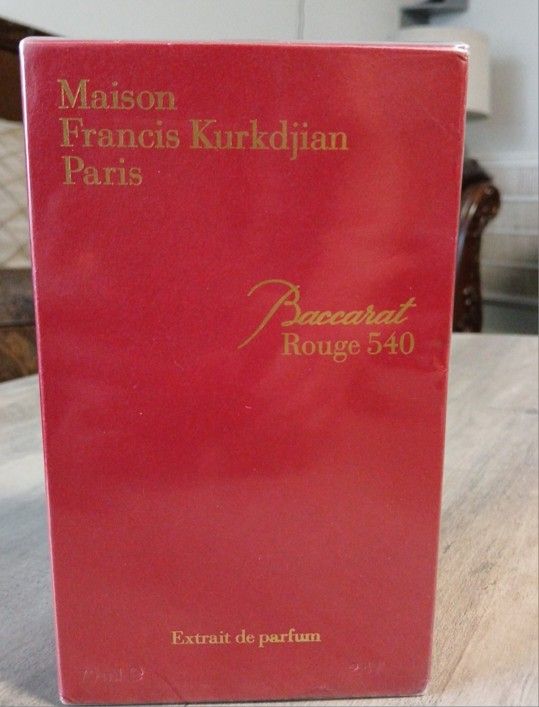 Maison
Francis Kurkdjian
Paris
Baccarat
Rouge 540
Extrait de parfum